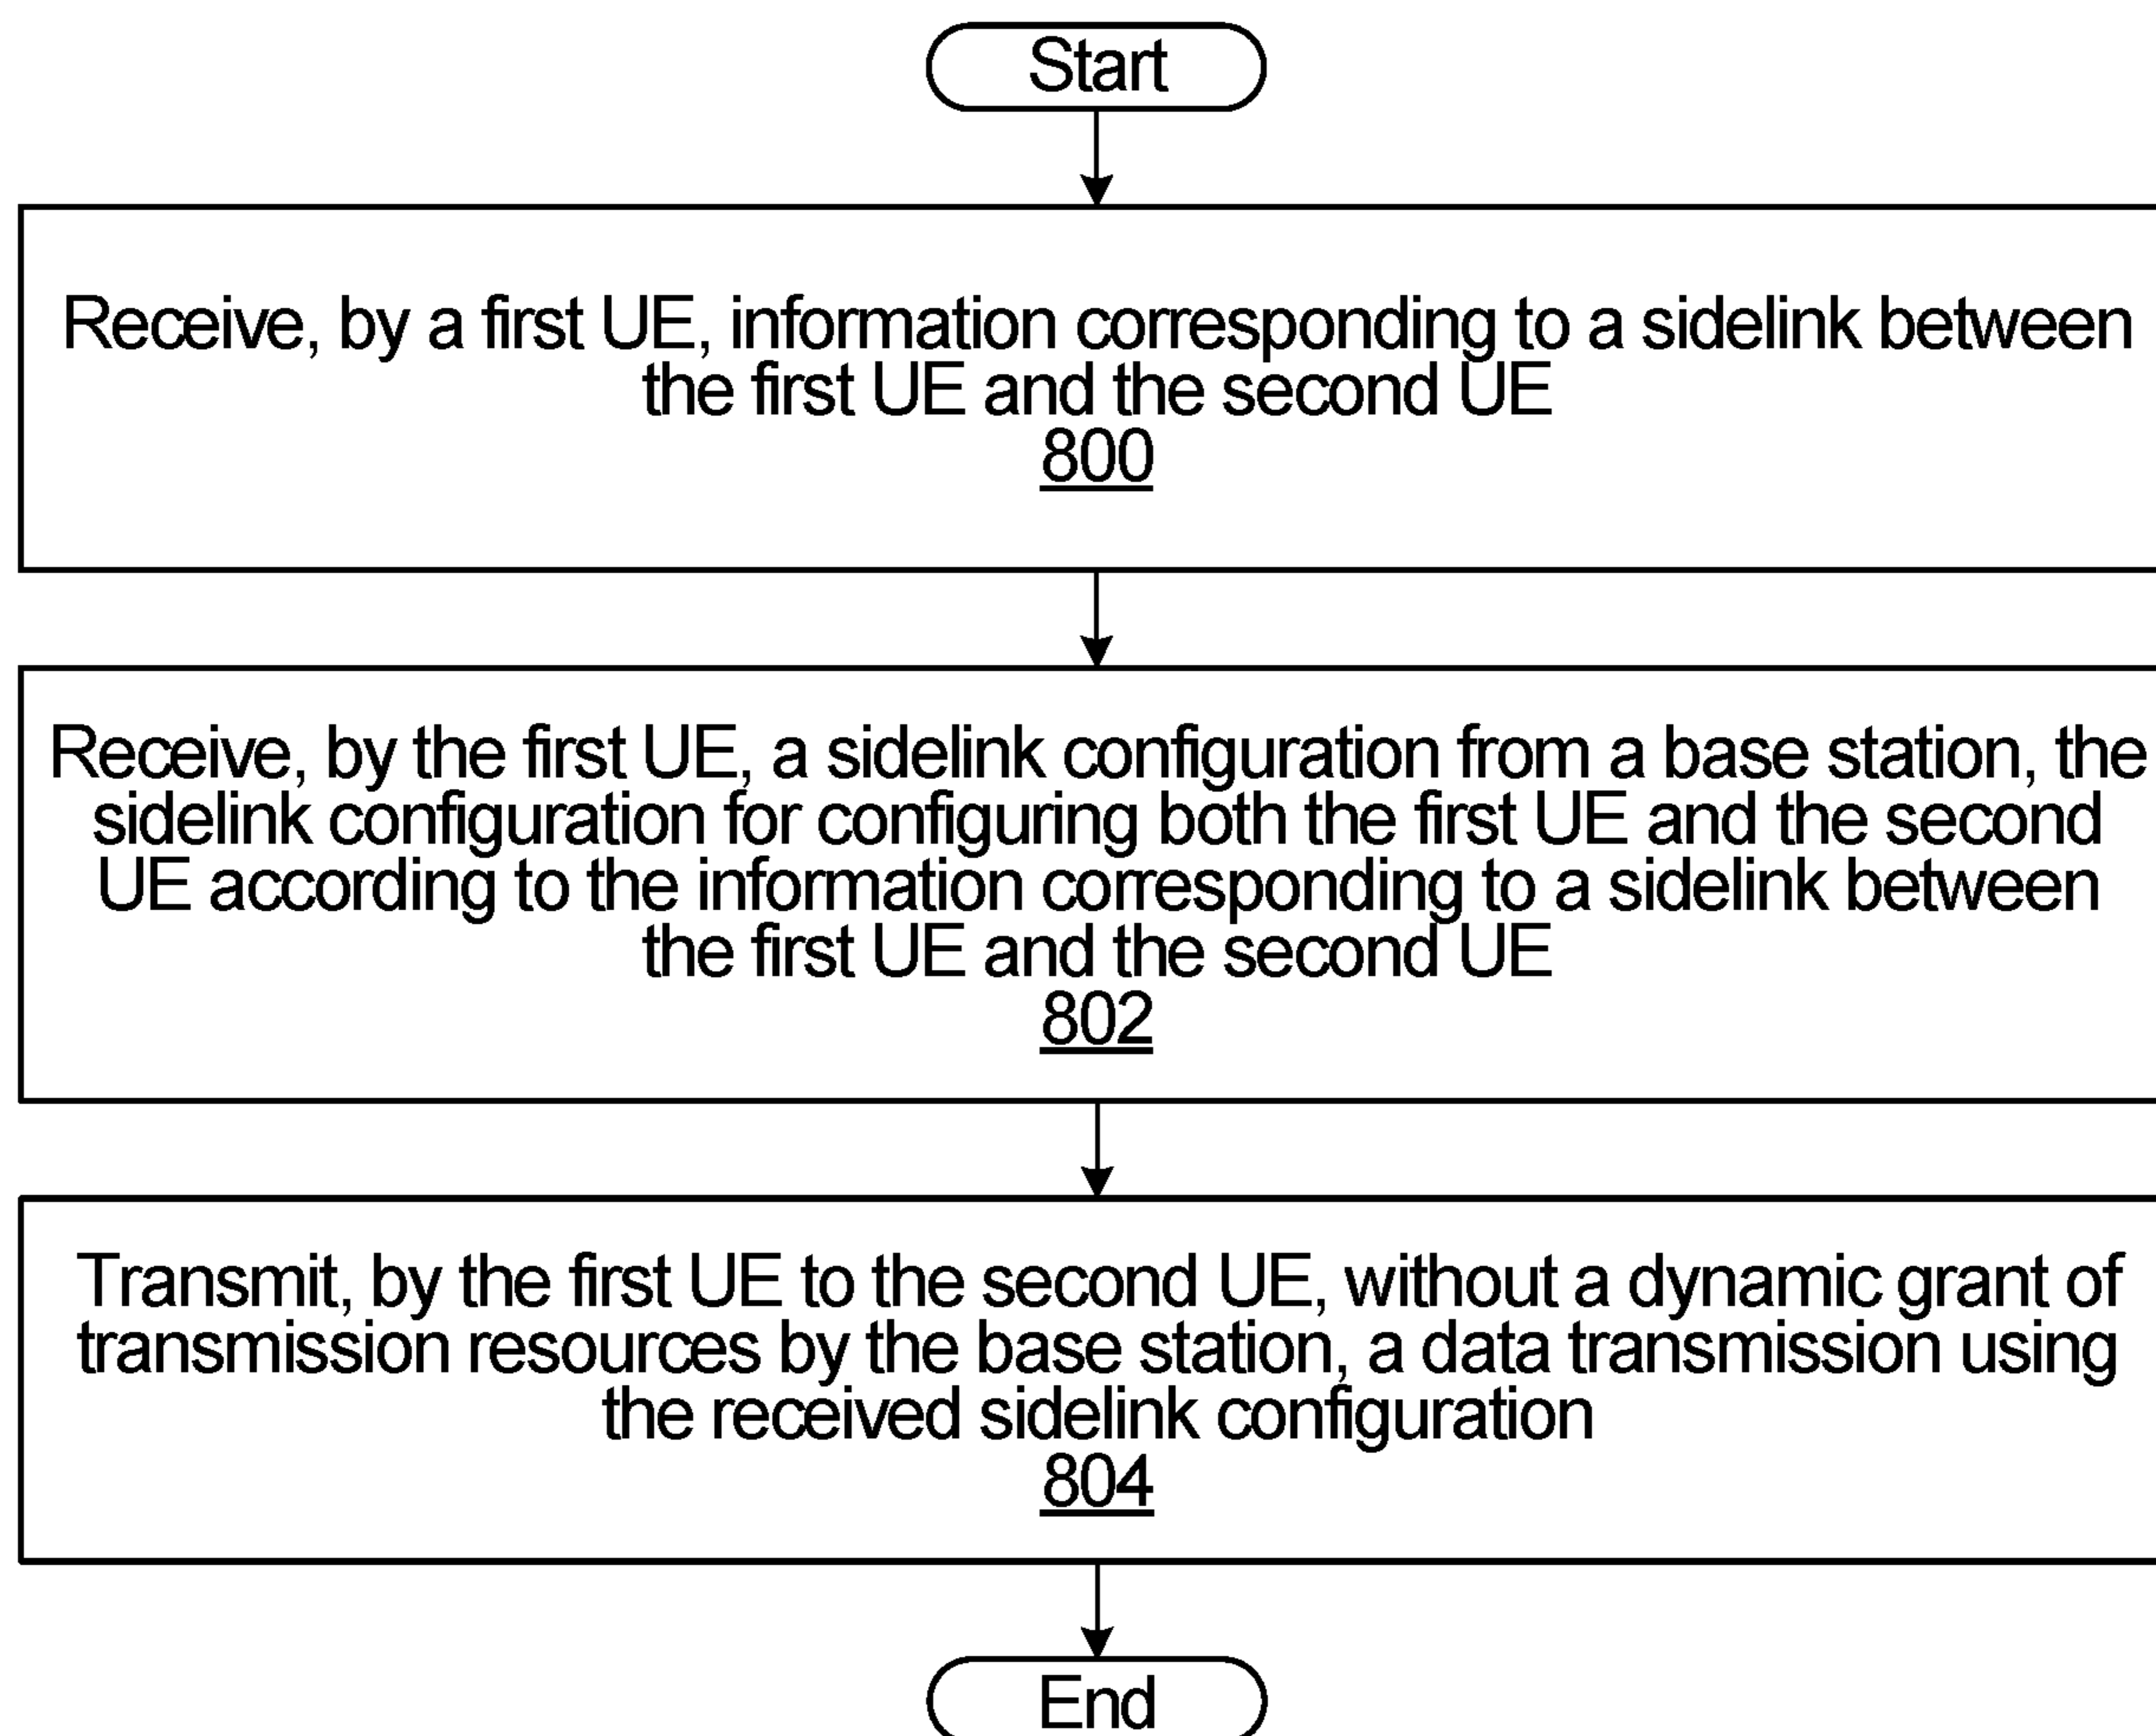 Start
Receive, by a first UE, information corresponding to a sidelink between
the first UE and the second UE
800
Receive, by the first UE, a sidelink configuration from a base station, the
sidelink configuration for configuring both the first UE and the second
UE according to the information corresponding to a sidelink between
the first UE and the second UE
802
Transmit, by the first UE to the second UE, without a dynamic grant of
transmission resources by the base station, a data transmission using
the received sidelink configuration
804
End